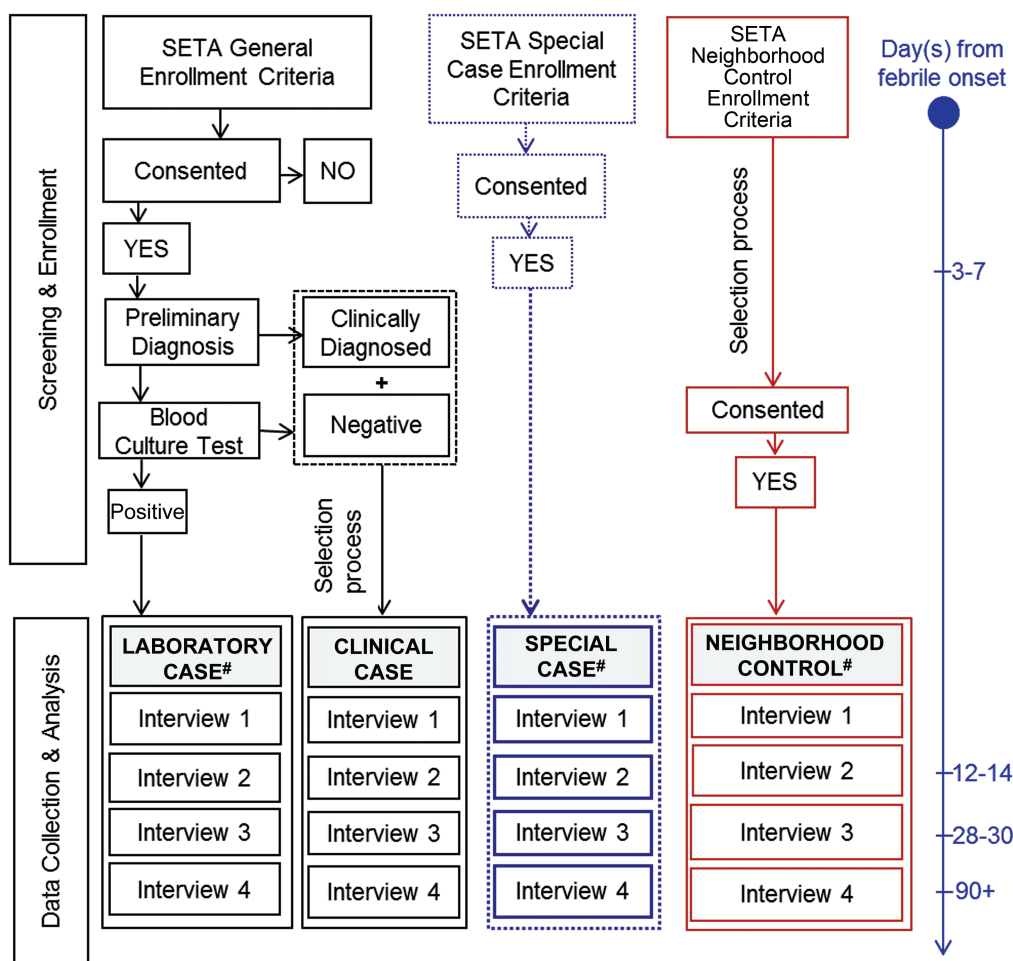 Screening & Enrollment
SETA General
Enrollment Criteria
Consented
NO
YES
Preliminary
Diagnosis
Clinically
Diagnosed
+
Negative
Blood
Culture Test
Positive
Selection
process
SETA Special
Case Enrollment
Criteria
Consented
YES
SETA
Neighborhood
Control
Enrollment
Criteria
Selection process
Consented
YES
Day(s) from
febrile onset
3-7
12-14
28-30
90+
Data Collection & Analysis
LABORATORY
CASE#
Interview 1
Interview 2
Interview 3
Interview 4
CLINICAL
CASE
Interview 1
Interview 2
Interview 3
Interview 4
SPECIAL
CASE#
Interview 1
Interview 2
Interview 3
Interview 4
NEIGHBORHOOD
CONTROL#
Interview 1
Interview 2
Interview 3
Interview 4